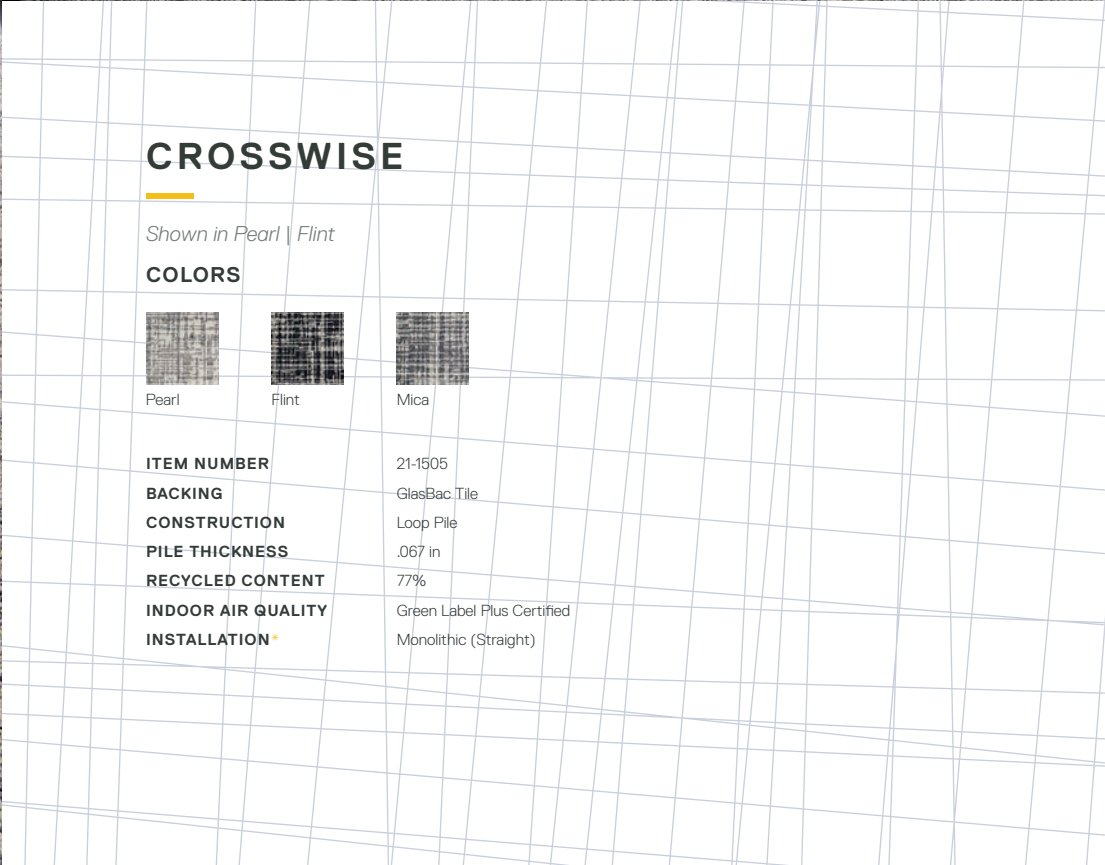 CROSSWISE
Shown in Pearl | Flint
COLORS
Pearl Flint Mica
ITEM NUMBER 21-1505
BACKING GlasBac Tile
CONSTRUCTION Loop Pile
PILE THICKNESS .067 in
RECYCLED CONTENT 77%
INDOOR AIR QUALITY Green Label Plus Certified
INSTALLATION* Monolithic (Straight)